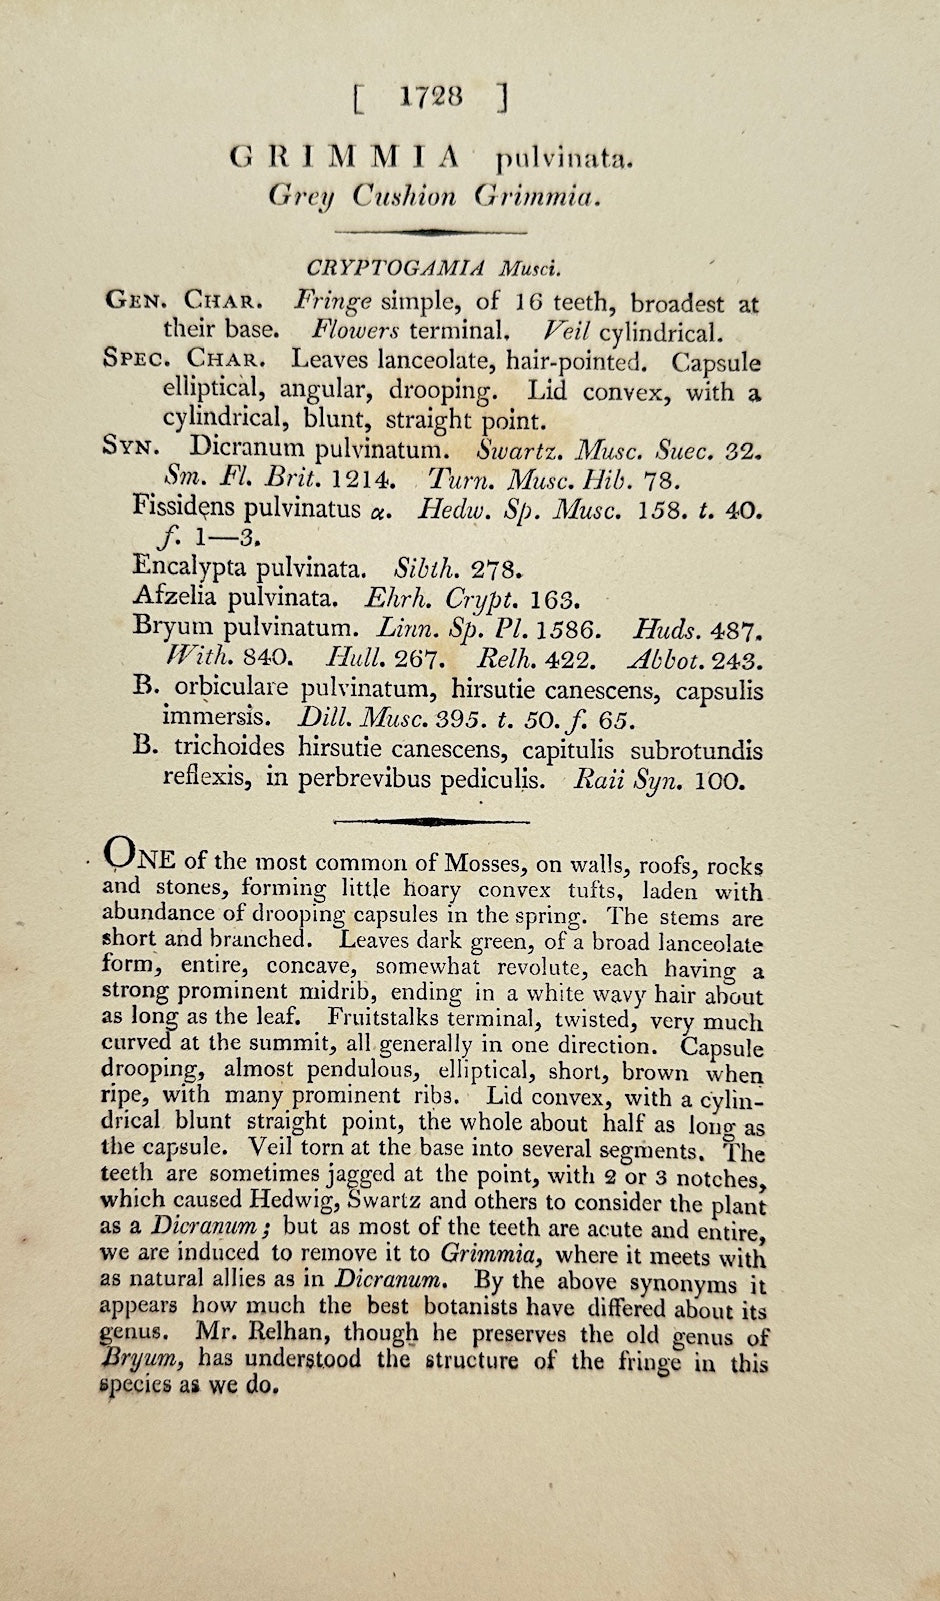 [ 1728 ]
GRIMMIA pulvinata.
Grey Cushion Grimmia.
CRYPTOGAMIA Musci.
GEN. CHAR. Fringe simple, of 16 teeth, broadest at
their base. Flowers terminal. Veil cylindrical.
SPEC. CHAR. Leaves lanceolate, hair-pointed. Capsule
elliptical, angular, drooping. Lid convex, with a
cylindrical, blunt, straight point.
SYN. Dicranum pulvinatum. Swartz. Musc. Suec. 32.
Sm. Fl. Brit. 1214. Turn. Musc. Hib. 78.
Fissidens pulvinatus α. Hedw. Sp. Musc. 158. t. 40.
f. 1—3.
Encalypta pulvinata. Sibth. 278.
Afzelia pulvinata. Ehrh. Crypt. 163.
Bryum pulvinatum. Linn. Sp. Pl. 1586. Huds. 487.
With. 840. Hull. 267. Relh. 422. Abbot. 243.
B. orbiculare pulvinatum, hirsutie canescens, capsulis
immersis. Dill. Musc. 395. t. 50. f. 65.
B. trichoides hirsutie canescens, capitulis subrotundis
reflexis, in perbrevibus pediculis. Raii Syn. 100.
ONE of the most common of Mosses, on walls, roofs, rocks
and stones, forming little hoary convex tufts, laden with
abundance of drooping capsules in the spring. The stems are
short and branched. Leaves dark green, of a broad lanceolate
form, entire, concave, somewhat revolute, each having a
strong prominent midrib, ending in a white wavy hair about
as long as the leaf. Fruitstalks terminal, twisted, very much
curved at the summit, all generally in one direction. Capsule
drooping, almost pendulous, elliptical, short, brown when
ripe, with many prominent ribs. Lid convex, with a cylin-
drical blunt straight point, the whole about half as long as
the capsule. Veil torn at the base into several segments. The
teeth are sometimes jagged at the point, with 2 or 3 notches,
which caused Hedwig, Swartz and others to consider the plant
as a Dicranum; but as most of the teeth are acute and entire,
we are induced to remove it to Grimmia, where it meets with
as natural allies as in Dicranum. By the above synonyms it
appears how much the best botanists have differed about its
genus. Mr. Relhan, though he preserves the old genus of
Bryum, has understood the structure of the fringe in this
species as we do.